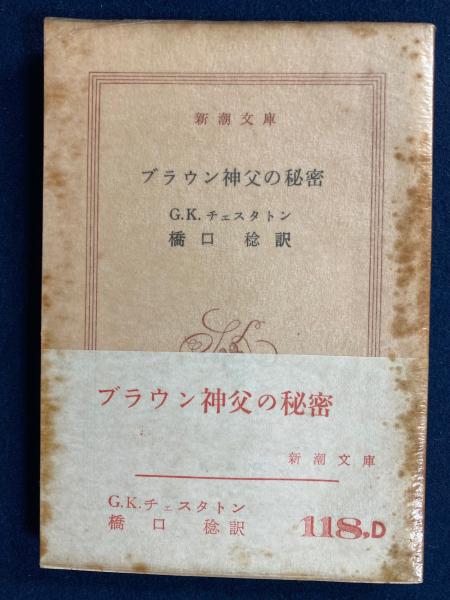 新潮文庫
ブラウン神父の秘密
G.K.チェスタトン
橋口 稔訳
ブラウン神父の秘密
新潮文庫
G.K.チェスタトン
橋口 稔訳
118,D